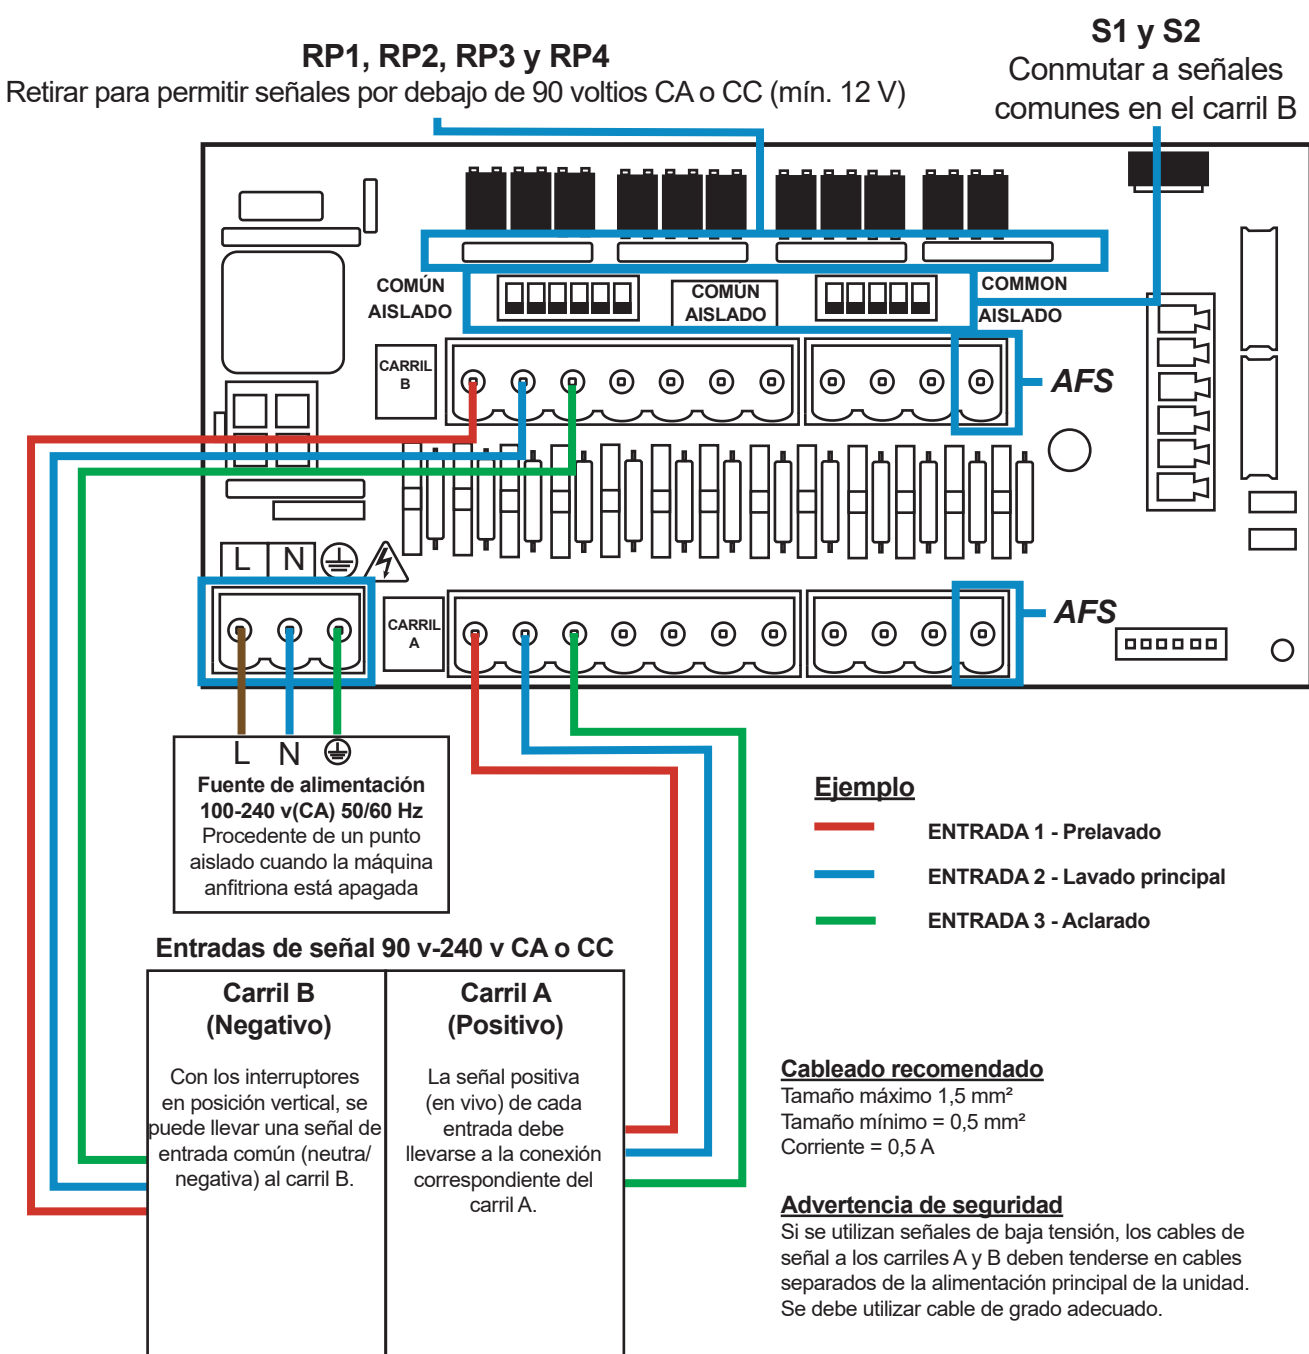 RP1, RP2, RP3 y RP4
Retirar para permitir señales por debajo de 90 voltios CA o CC (mín. 12 V)
S1 y S2
Conmutar a señales
comunes en el carril B
COMÚN
AISLADO
COMÚN
AISLADO
COMMON
AISLADO
CARRIL
B
AFS
L N
CARRIL
A
AFS
L N
Fuente de alimentación
100-240 v(CA) 50/60 Hz
Procedente de un punto
aislado cuando la máquina
anfitriona está apagada
Ejemplo
ENTRADA 1 - Prelavado
ENTRADA 2 - Lavado principal
ENTRADA 3 - Aclarado
Entradas de señal 90 v-240 v CA o CC
Carril B
(Negativo)
Con los interruptores
en posición vertical, se
puede llevar una señal de
entrada común (neutra/
negativa) al carril B.
Carril A
(Positivo)
La señal positiva
(en vivo) de cada
entrada debe
llevarse a la conexión
correspondiente del
carril A.
Cableado recomendado
Tamaño máximo 1,5 mm²
Tamaño mínimo = 0,5 mm²
Corriente = 0,5 A
Advertencia de seguridad
Si se utilizan señales de baja tensión, los cables de
señal a los carriles A y B deben tenderse en cables
separados de la alimentación principal de la unidad.
Se debe utilizar cable de grado adecuado.